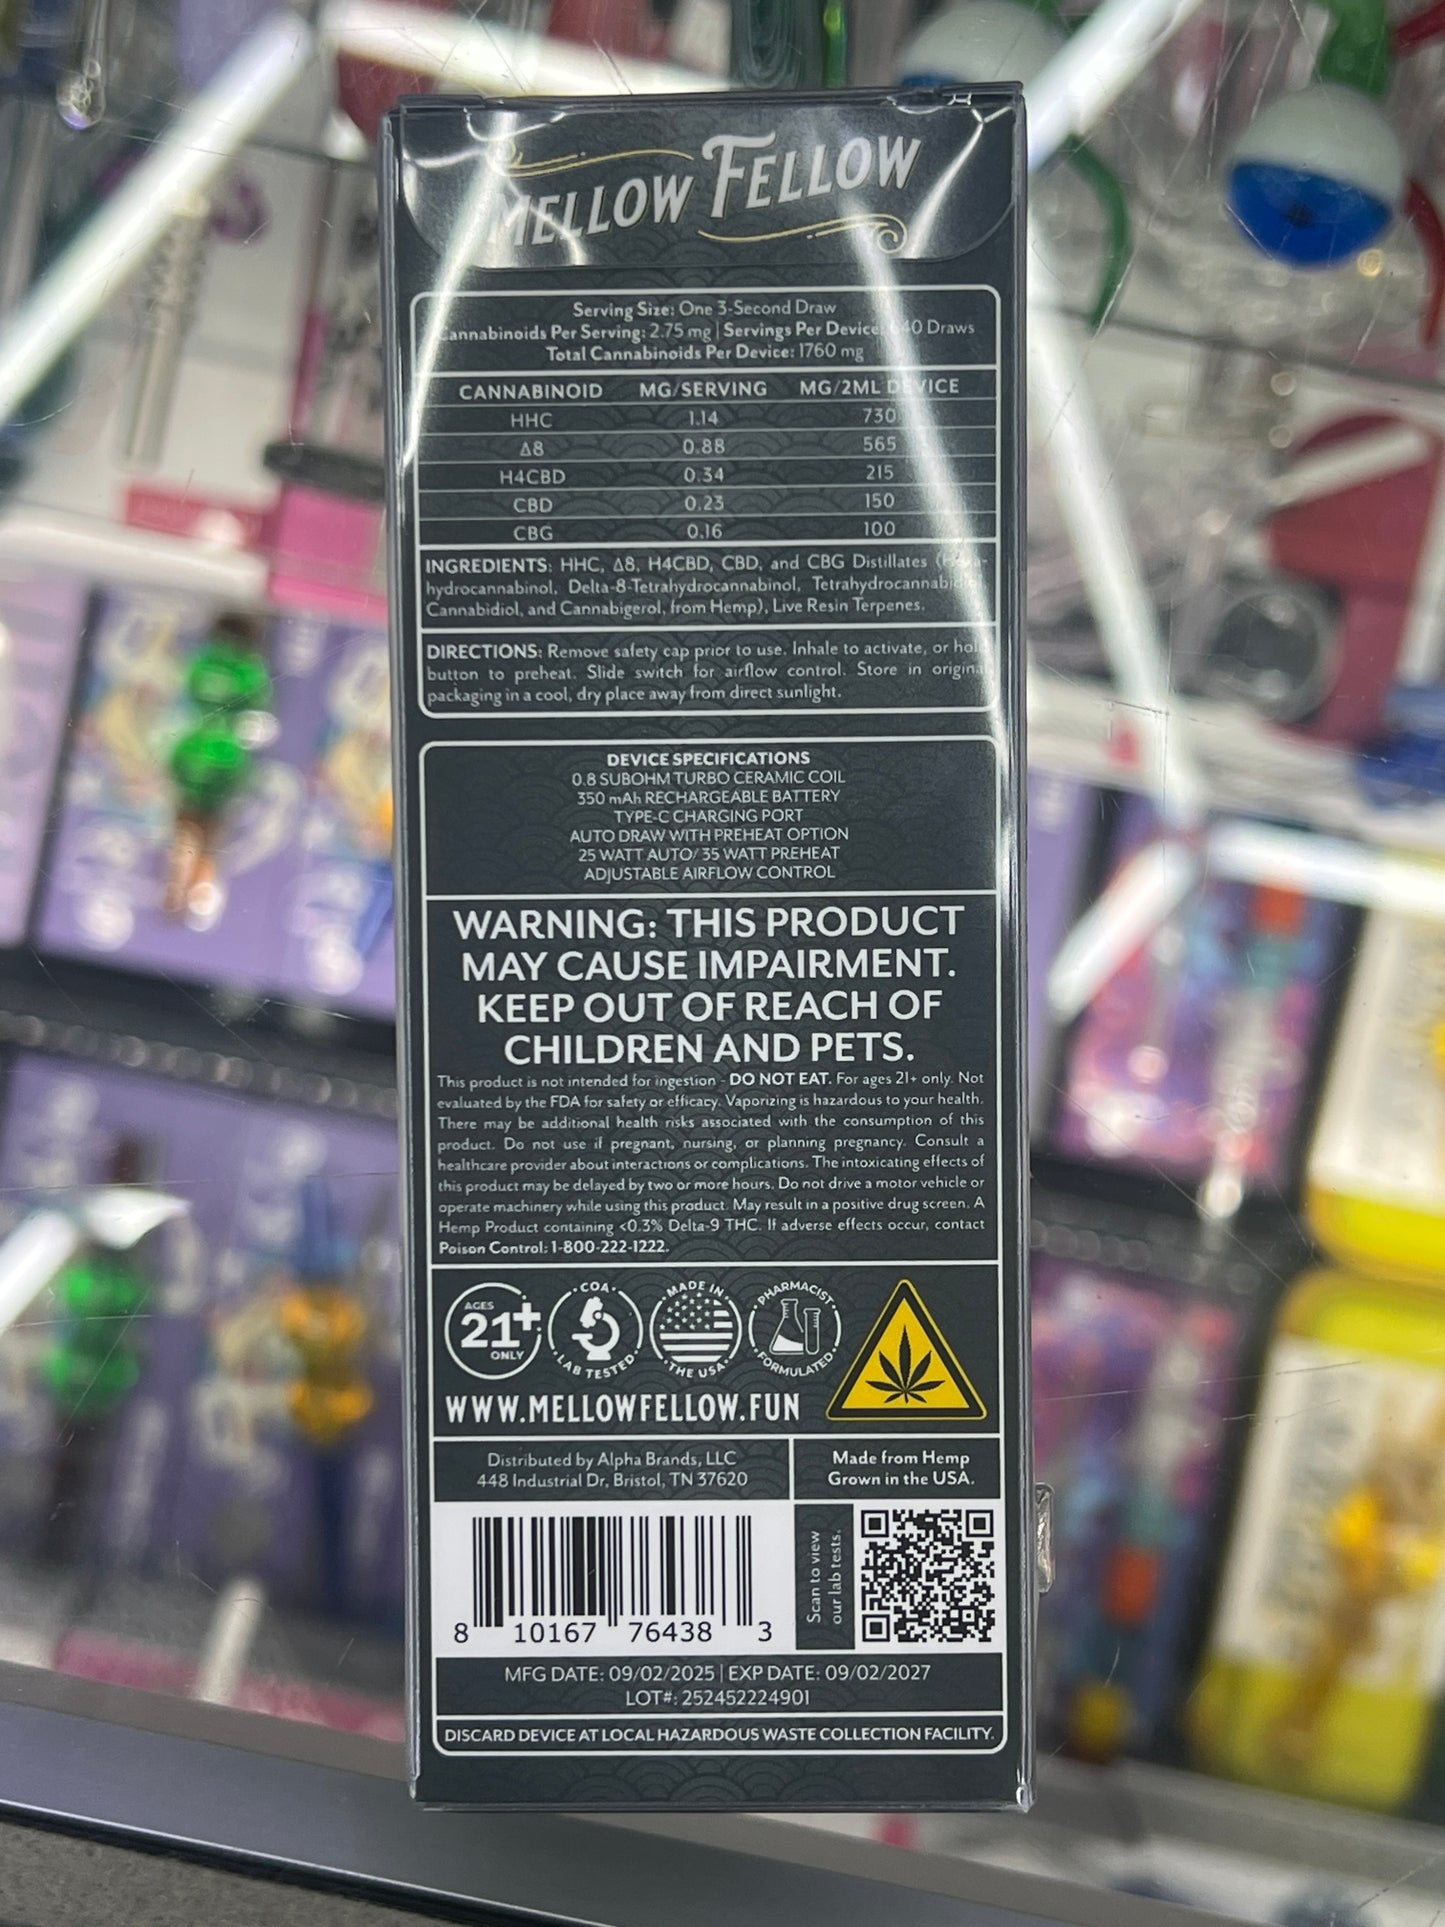 MELLOW FELLOW
Serving Size: One 3-Second Draw
Cannabinoids Per Serving: 2.75 mg | Servings Per Device: 40 Draws
Total Cannabinoids Per Device: 1760 mg
CANNABINOID MG/SERVING MG/2ML DEVICE
HHC 1.14 730
Δ8 0.88 565
H4CBD 0.34 215
CBD 0.23 150
CBG 0.16 100
INGREDIENTS: HHC, Δ8, H4CBD, CBD, and CBG Distillates (Hexa-
hydrocannabinol, Delta-8-Tetrahydrocannabinol, Tetrahydrocannabidiol,
Cannabidiol, and Cannabigerol, from Hemp), Live Resin Terpenes.
DIRECTIONS: Remove safety cap prior to use. Inhale to activate, or hold
button to preheat. Slide switch for airflow control. Store in original
packaging in a cool, dry place away from direct sunlight.
DEVICE SPECIFICATIONS
0.8 SUBOHM TURBO CERAMIC COIL
350 mAh RECHARGEABLE BATTERY
TYPE-C CHARGING PORT
AUTO DRAW WITH PREHEAT OPTION
25 WATT AUTO/ 35 WATT PREHEAT
ADJUSTABLE AIRFLOW CONTROL
WARNING: THIS PRODUCT
MAY CAUSE IMPAIRMENT.
KEEP OUT OF REACH OF
CHILDREN AND PETS.
This product is not intended for ingestion - DO NOT EAT. For ages 21+ only. Not
evaluated by the FDA for safety or efficacy. Vaporizing is hazardous to your health.
There may be additional health risks associated with the consumption of this
product. Do not use if pregnant, nursing, or planning pregnancy. Consult a
healthcare provider about interactions or complications. The intoxicating effects of
this product may be delayed by two or more hours. Do not drive a motor vehicle or
operate machinery while using this product. May result in a positive drug screen. A
Hemp Product containing <0.3% Delta-9 THC. If adverse effects occur, contact
Poison Control: 1-800-222-1222.
AGES 21+ ONLY
COA LAB TESTED
MADE IN THE USA
PHARMACIST FORMULATED
WWW.MELLOWFELLOW.FUN
Distributed by Alpha Brands, LLC
448 Industrial Dr, Bristol, TN 37620
Made from Hemp
Grown in the USA.
Scan to view
our lab tests.
8 10167 76438 3
MFG DATE: 09/02/2025 | EXP DATE: 09/02/2027
LOT#: 252452224901
DISCARD DEVICE AT LOCAL HAZARDOUS WASTE COLLECTION FACILITY.